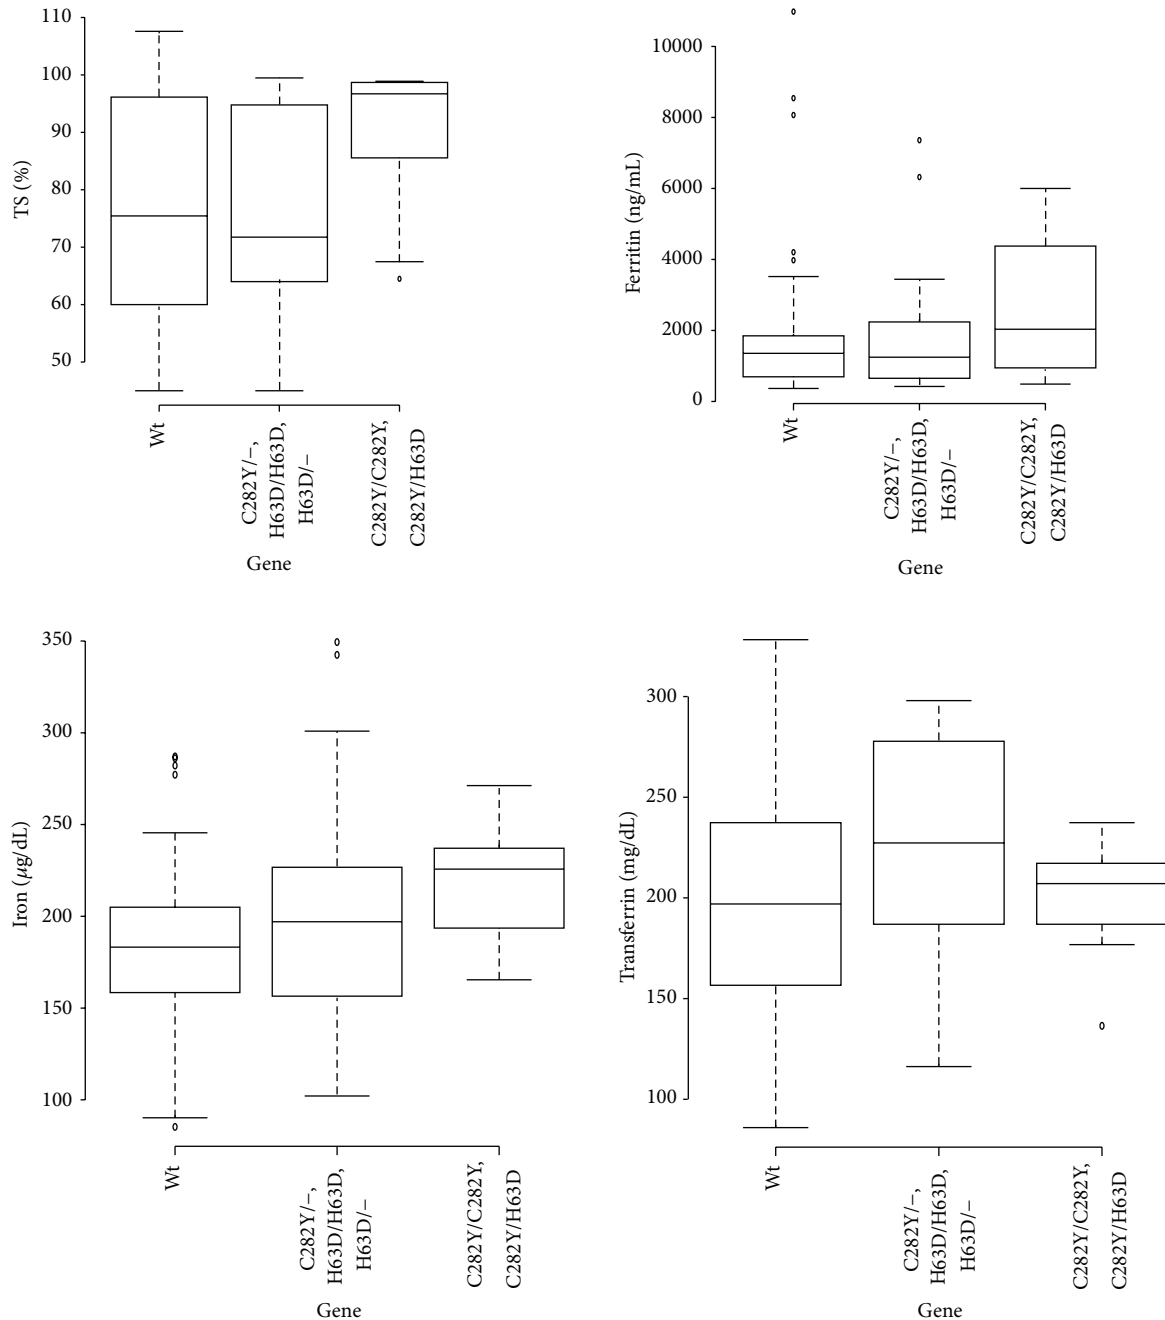 110
100
90
80
70
60
50
TS (%)
Wt
C282Y/−,
H63D/H63D,
H63D/−
C282Y/C282Y,
C282Y/H63D
Gene
10000
8000
6000
4000
2000
0
Ferritin (ng/mL)
Wt
C282Y/−,
H63D/H63D,
H63D/−
C282Y/C282Y,
C282Y/H63D
Gene
350
300
250
200
150
100
Iron (μg/dL)
Wt
C282Y/−,
H63D/H63D,
H63D/−
C282Y/C282Y,
C282Y/H63D
Gene
300
250
200
150
100
Transferrin (mg/dL)
Wt
C282Y/−,
H63D/H63D,
H63D/−
C282Y/C282Y,
C282Y/H63D
Gene